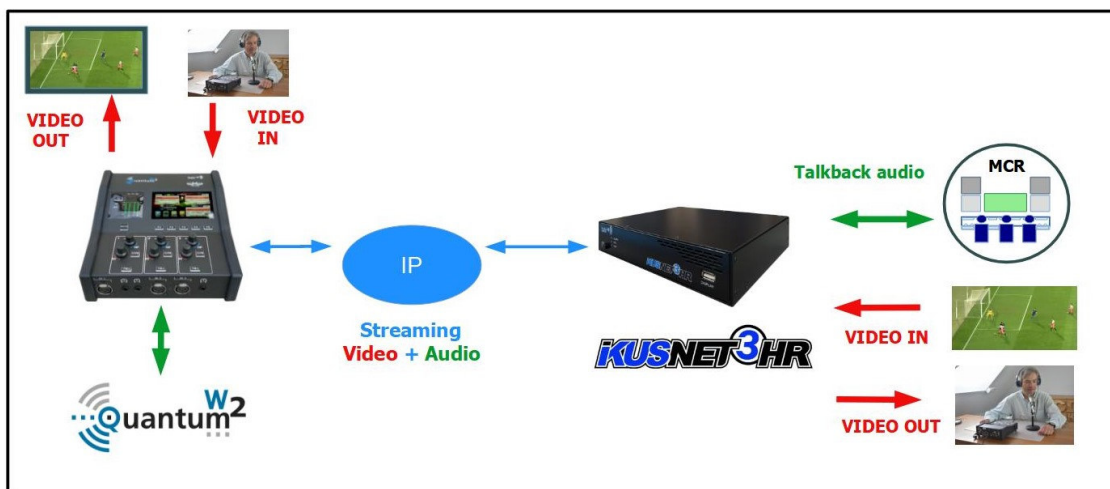 VIDEO
OUT
VIDEO
IN
MCR
Talkback audio
IP
Streaming
Video + Audio
iKUSNET3HR
VIDEO IN
VIDEO OUT
Quantum W2